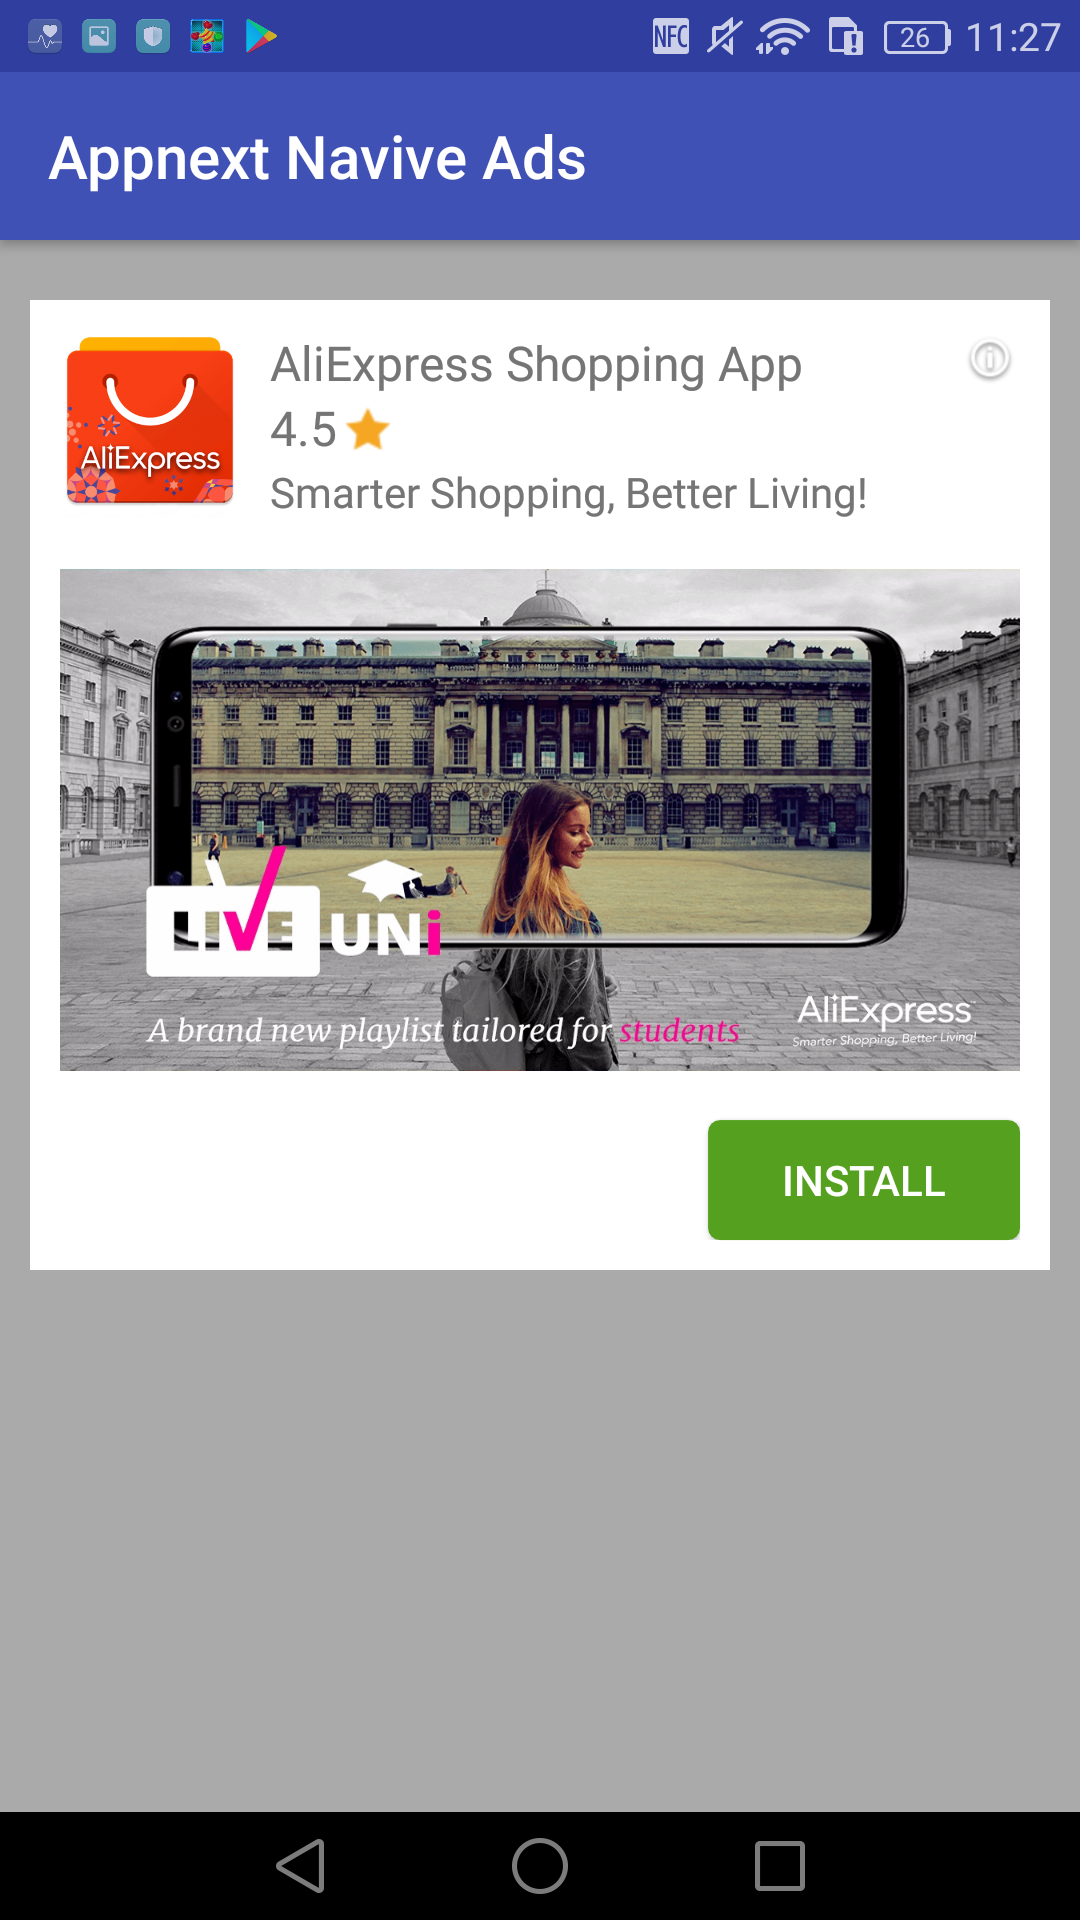 NFC 26 11:27
Appnext Navive Ads
AliExpress
AliExpress Shopping App
4.5
Smarter Shopping, Better Living!
LIVE UNi
A brand new playlist tailored for students
AliExpress
Smarter Shopping, Better Living!
INSTALL